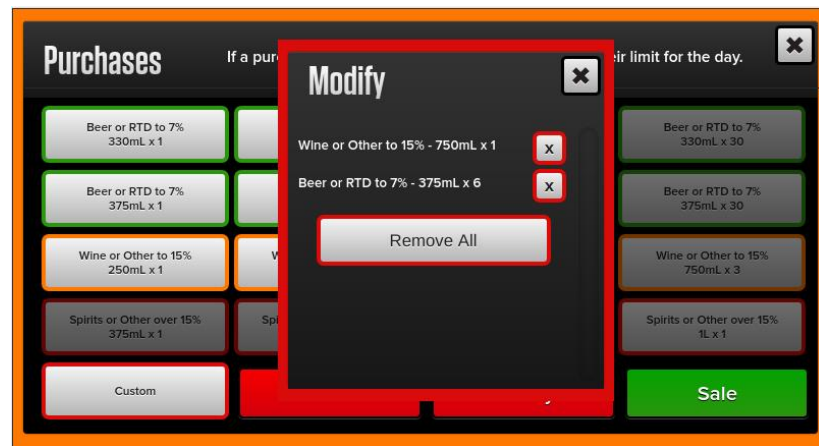 Purchases
If a pur
eir limit for the day.
Modify
Wine or Other to 15% - 750mL x 1
x
Beer or RTD to 7% - 375mL x 6
x
Remove All
Beer or RTD to 7%
330mL x 1
Beer or RTD to 7%
330mL x 30
Beer or RTD to 7%
375mL x 1
Beer or RTD to 7%
375mL x 30
Wine or Other to 15%
250mL x 1
W
Wine or Other to 15%
750mL x 3
Spirits or Other over 15%
375mL x 1
Spi
Spirits or Other over 15%
1L x 1
Custom
Sale